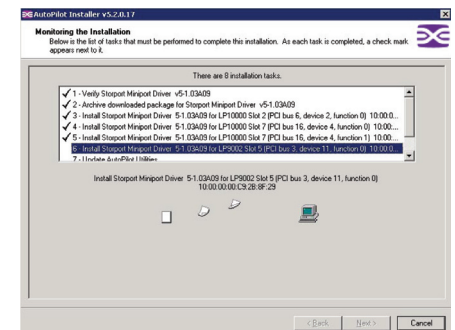 AutoPilot Installer v5.2.0.17
Monitoring the Installation
Below is the list of tasks that must be performed to complete this installation. As each task is completed, a check mark
appears next to it.
There are 8 installation tasks.
1 - Verify Storport Miniport Driver v5-1.03A09
2 - Archive downloaded package for Storport Miniport Driver v5-1.03A09
3 - Install Storport Miniport Driver 5-1.03A09 for LP10000 Slot 2 (PCI bus 6, device 2, function 0) 10:00:0...
4 - Install Storport Miniport Driver 5-1.03A09 for LP10000 Slot 7 (PCI bus 16, device 4, function 0) 10:00:...
5 - Install Storport Miniport Driver 5-1.03A09 for LP10000 Slot 7 (PCI bus 16, device 4, function 1) 10:00:...
6 - Install Storport Miniport Driver 5-1.03A09 for LP9002 Slot 5 (PCI bus 3, device 11, function 0) 10:00:0...
7 - Update AutoPilot Utilities
Install Storport Miniport Driver 5-1.03A09 for LP9002 Slot 5 (PCI bus 3, device 11, function 0)
10:00:00:00:C9:2B:8F:29
< Back
Next >
Cancel